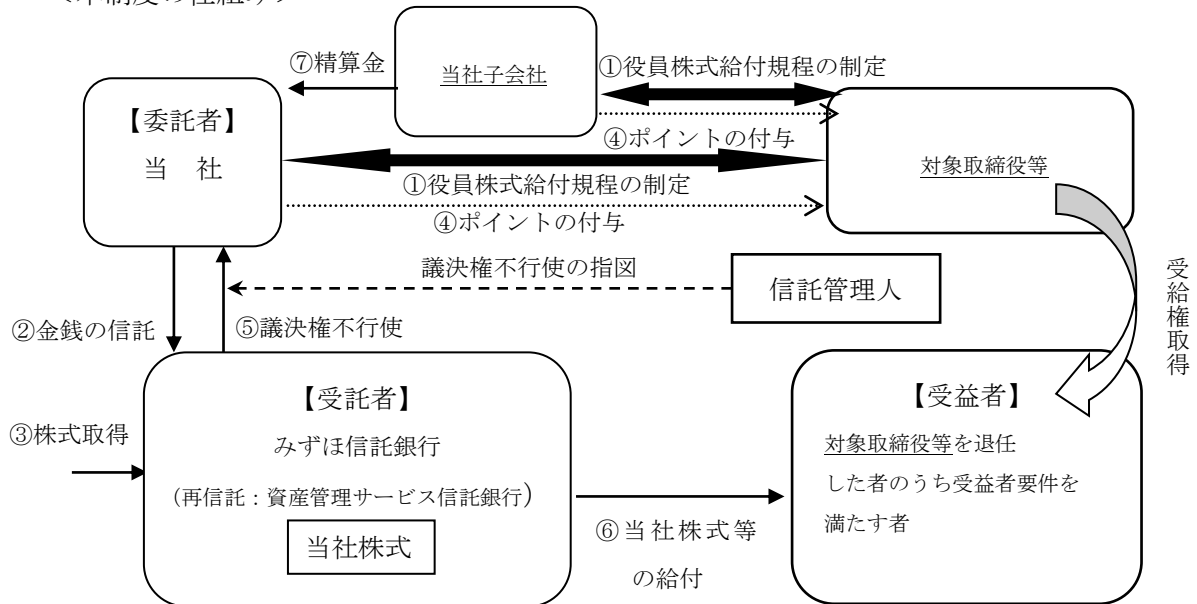 ⑦精算金
当社子会社
①役員株式給付規程の制定
④ポイントの付与
【委託者】
当 社
①役員株式給付規程の制定
④ポイントの付与
対象取締役等
議決権不行使の指図
信託管理人
受給権取得
②金銭の信託
⑤議決権不行使
③株式取得
【受託者】
みずほ信託銀行
(再信託:資産管理サービス信託銀行)
当社株式
⑥当社株式等
の給付
【受益者】
対象取締役等を退任
した者のうち受益者要件を
満たす者